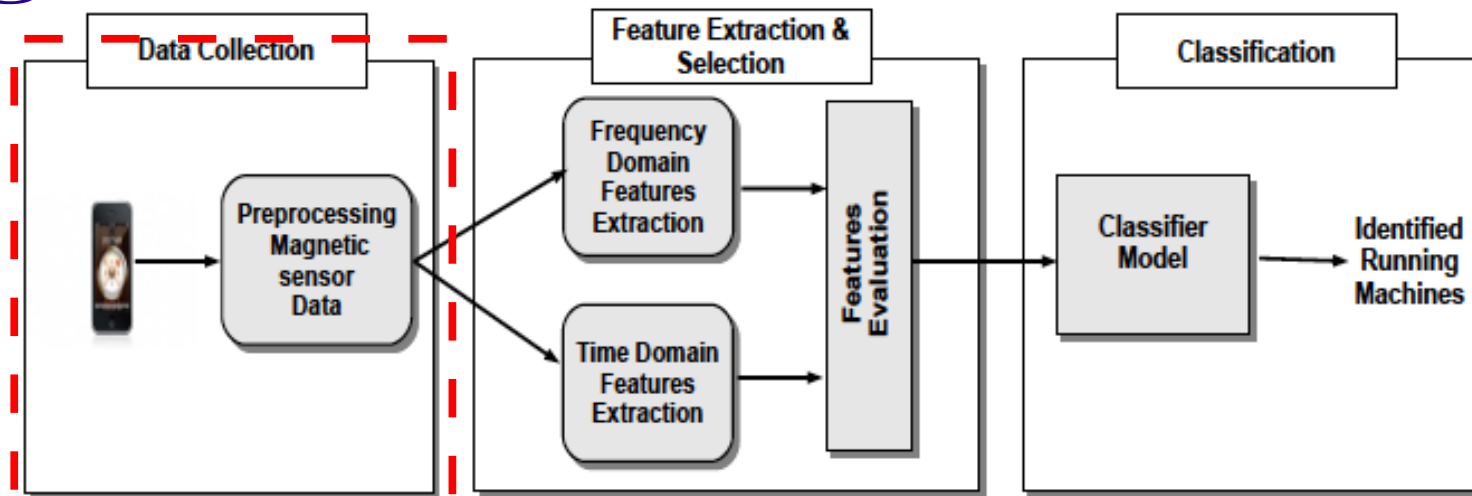 Data Collection
Preprocessing
Magnetic
sensor
Data
Feature Extraction &
Selection
Frequency
Domain
Features
Extraction
Time Domain
Features
Extraction
Features
Evaluation
Classification
Classifier
Model
Identified
Running
Machines